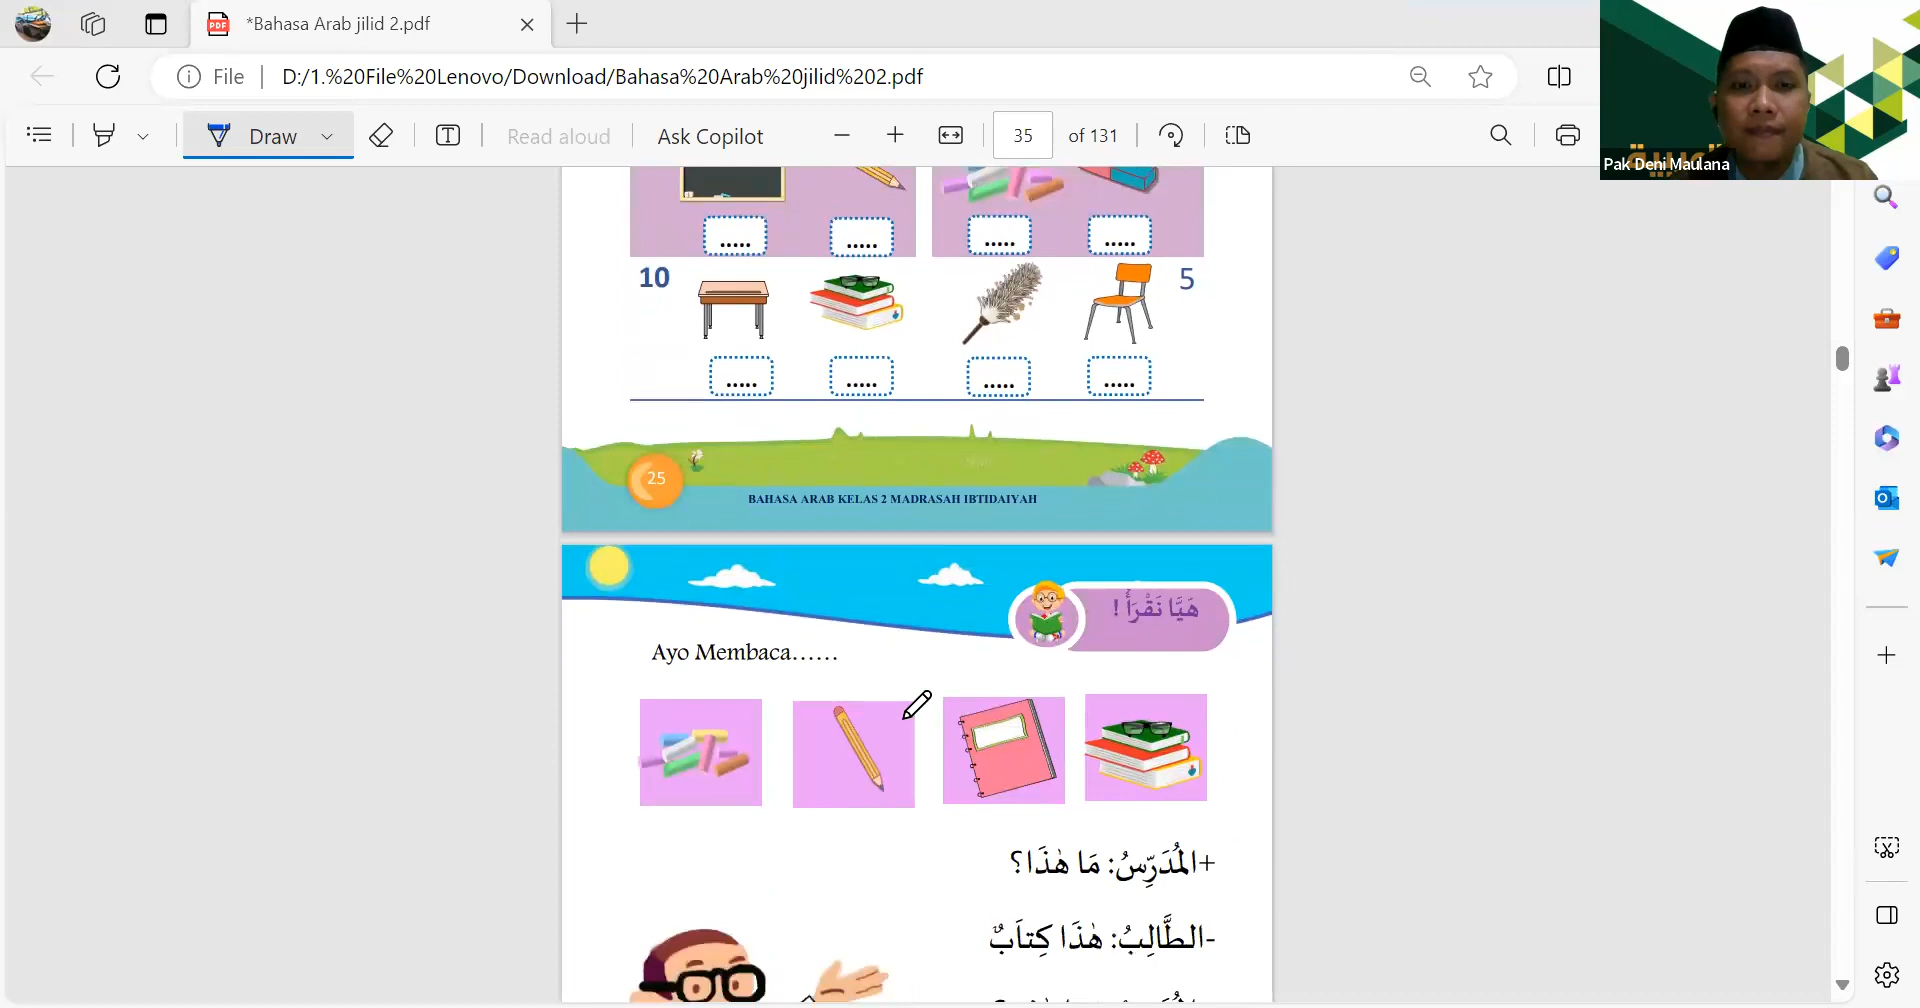 *Bahasa Arab jilid 2.pdf
File
D:/1.%20File%20Lenovo/Download/Bahasa%20Arab%20jilid%202.pdf
Draw
Read aloud
Ask Copilot
35
of 131
Pak Deni Maulana
.....
.....
.....
.....
10
5
.....
.....
.....
.....
25
BAHASA ARAB KELAS 2 MADRASAH IBTIDAIYAH
هَيَّا نَقْرَأُ !
Ayo Membaca......
+المُدَرِّسُ: مَا هٰذَا؟
-الطَّالِبُ: هٰذَا كِتاَبٌ